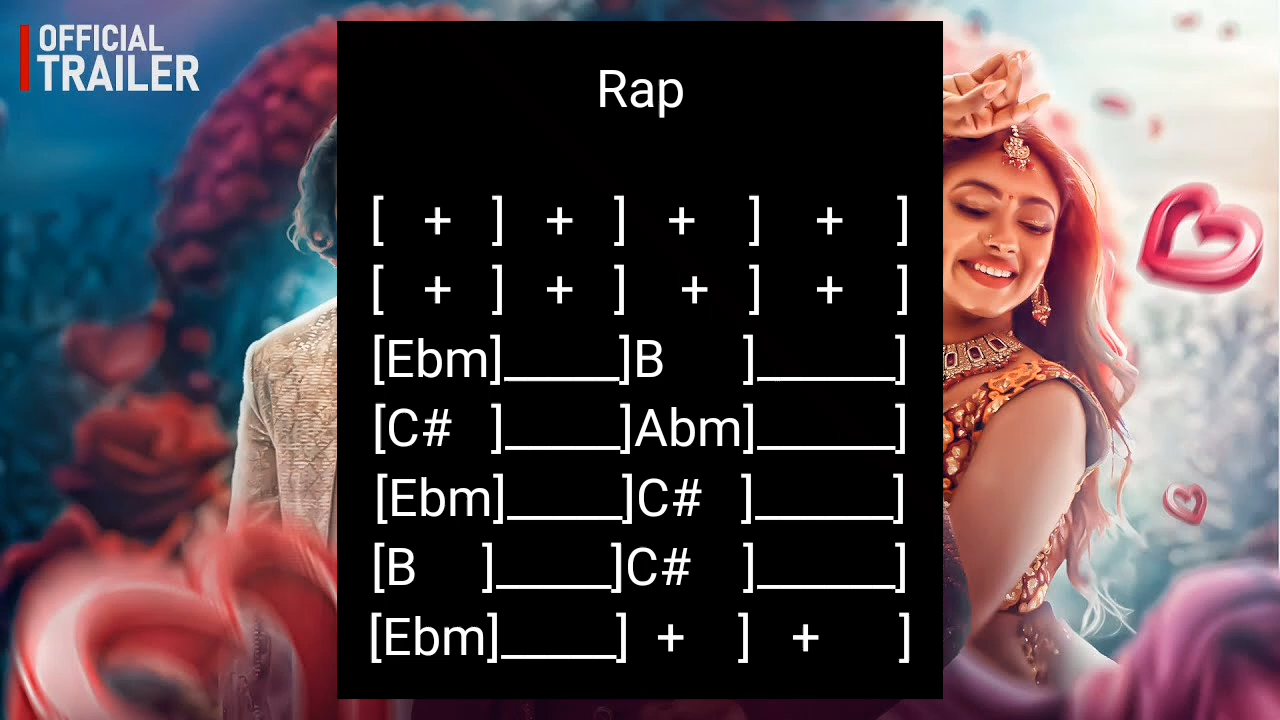 OFFICIAL
TRAILER
Rap
[ + ] + ] + ] + ]
[ + ] + ] + ] + ]
[Ebm]_____]B ]______]
[C# ]_____]Abm]______]
[Ebm]_____]C# ]______]
[B ]_____]C# ]______]
[Ebm]_____] + ] + ]